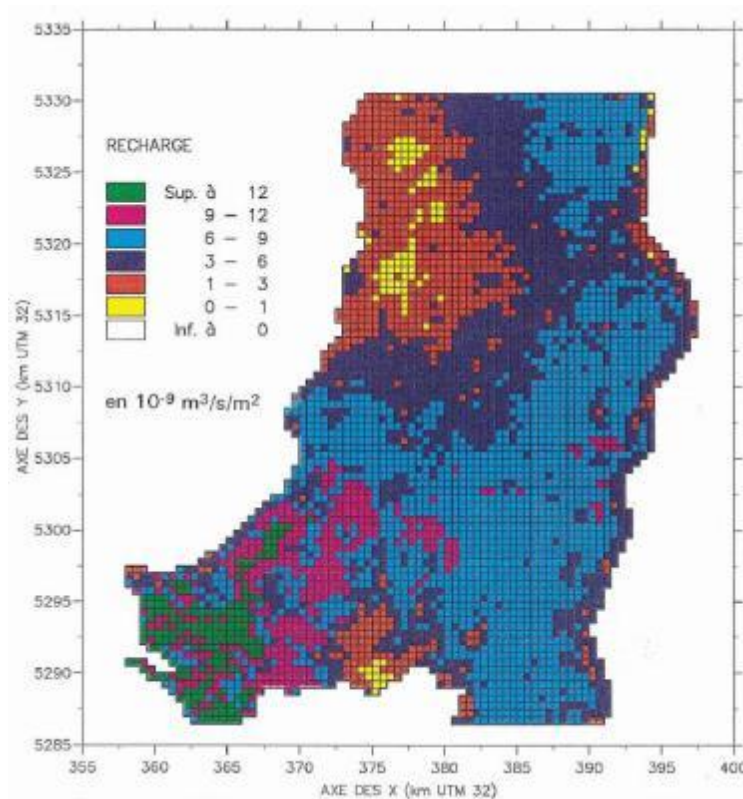 5335
5330
5325
5320
5315
5310
5305
5300
5295
5290
5285
AXE DES Y (km UTM 32)
RECHARGE
Sup. à 12
9 – 12
6 – 9
3 – 6
1 – 3
0 – 1
Inf. à 0
en 10⁻⁹ m³/s/m²
355 360 365 370 375 380 385 390 395 400
AXE DES X (km UTM 32)